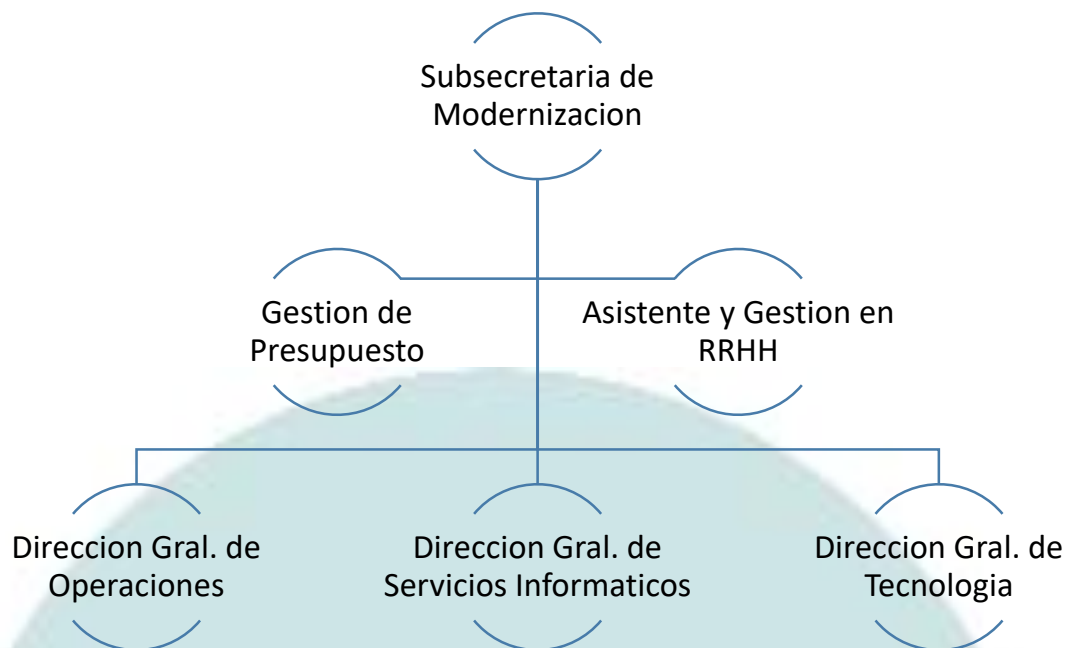 Subsecretaria de
Modernizacion
Gestion de
Presupuesto
Asistente y Gestion en
RRHH
Direccion Gral. de
Operaciones
Direccion Gral. de
Servicios Informaticos
Direccion Gral. de
Tecnologia